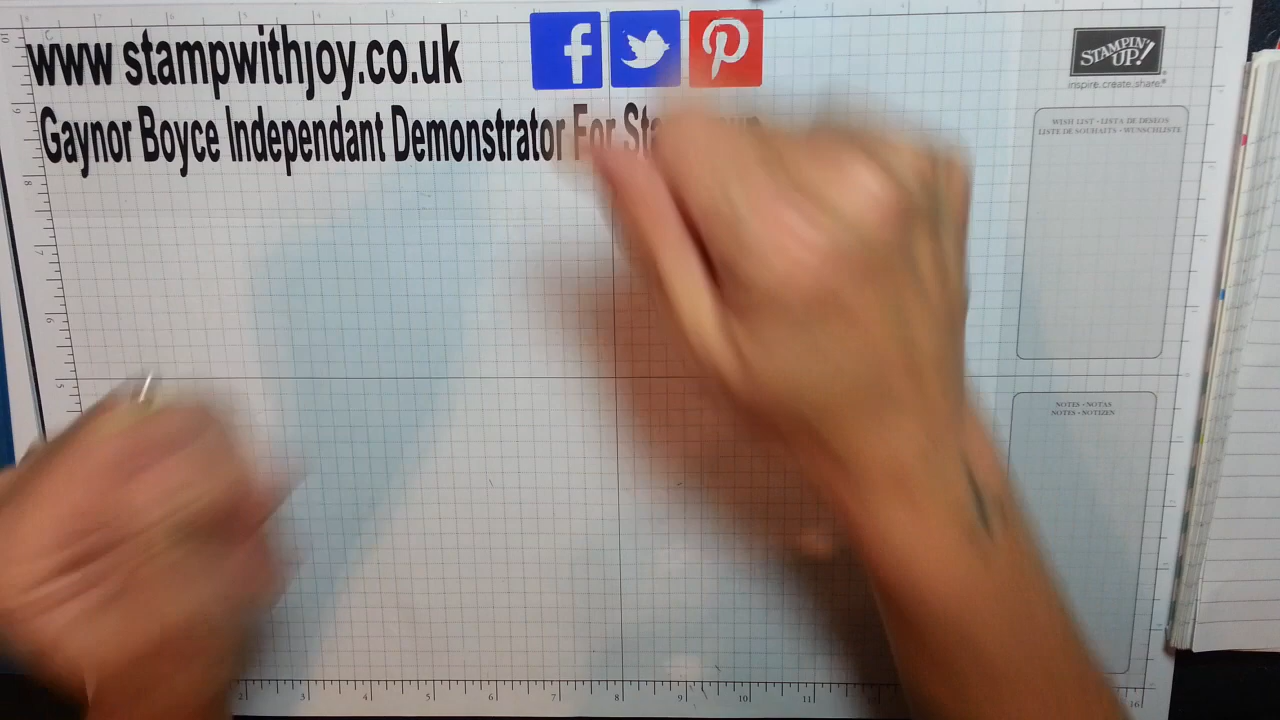 www stampwithjoy.co.uk
Gaynor Boyce Independant Demonstrator For
STAMPIN' UP!
inspire.create.share.
WISH LIST • LISTA DE DESEOS
LISTE DE SOUHAITS • WUNSCHLISTE
NOTES • NOTAS
NOTES • NOTIZEN